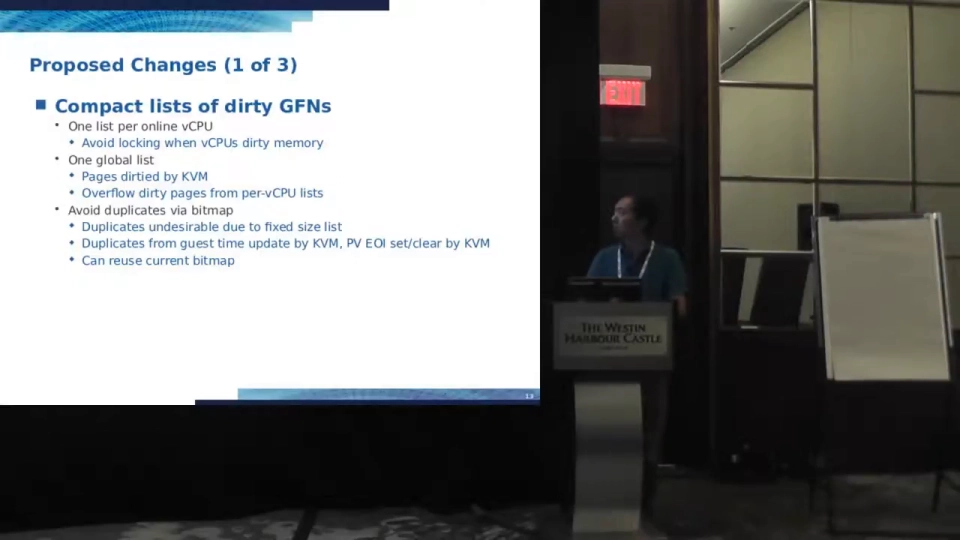 Proposed Changes (1 of 3)
Compact lists of dirty GFNs
One list per online vCPU
Avoid locking when vCPUs dirty memory
One global list
Pages dirtied by KVM
Overflow dirty pages from per-vCPU lists
Avoid duplicates via bitmap
Duplicates undesirable due to fixed size list
Duplicates from guest time update by KVM, PV EOI set/clear by KVM
Can reuse current bitmap
EXIT
THE WESTIN
HARBOUR CASTLE